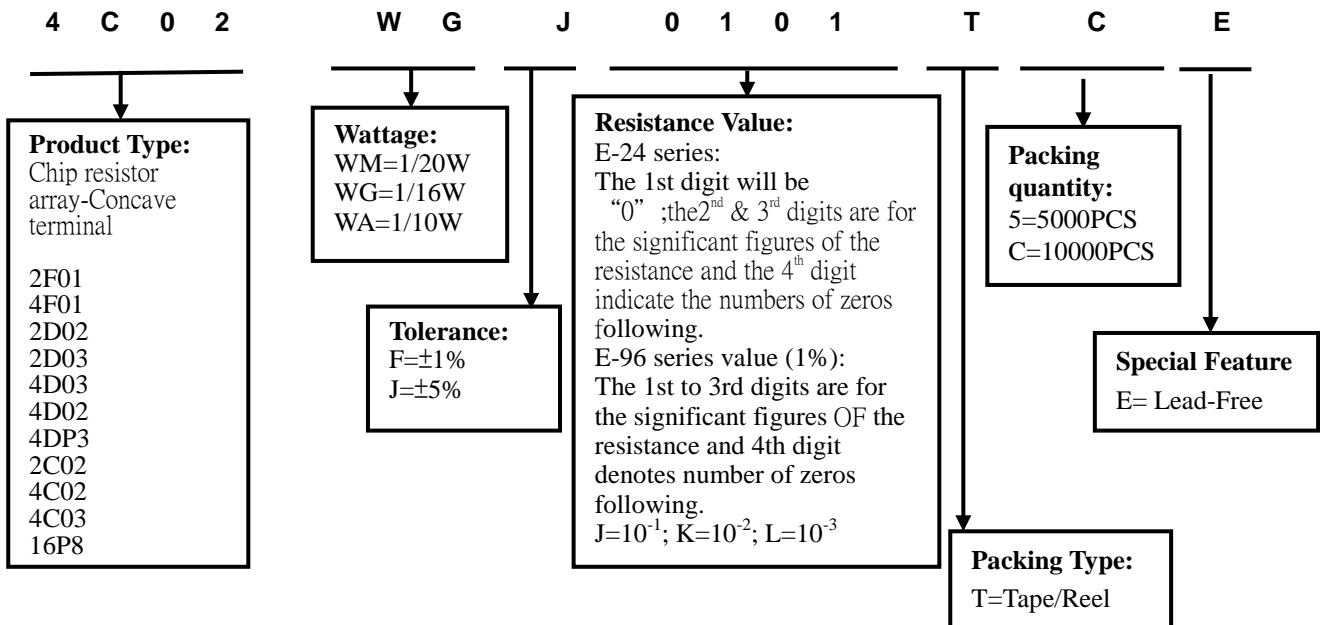 4 C 0 2 W G J 0 1 0 1 T C E
Product Type:
Chip resistor
array-Concave
terminal
2F01
4F01
2D02
2D03
4D03
4D02
4DP3
2C02
4C02
4C03
16P8
Wattage:
WM=1/20W
WG=1/16W
WA=1/10W
Tolerance:
F=±1%
J=±5%
Resistance Value:
E-24 series:
The 1st digit will be
“0” ;the2nd & 3rd digits are for
the significant figures of the
resistance and the 4th digit
indicate the numbers of zeros
following.
E-96 series value (1%):
The 1st to 3rd digits are for
the significant figures OF the
resistance and 4th digit
denotes number of zeros
following.
J=10-1; K=10-2; L=10-3
Packing
quantity:
5=5000PCS
C=10000PCS
Special Feature
E= Lead-Free
Packing Type:
T=Tape/Reel